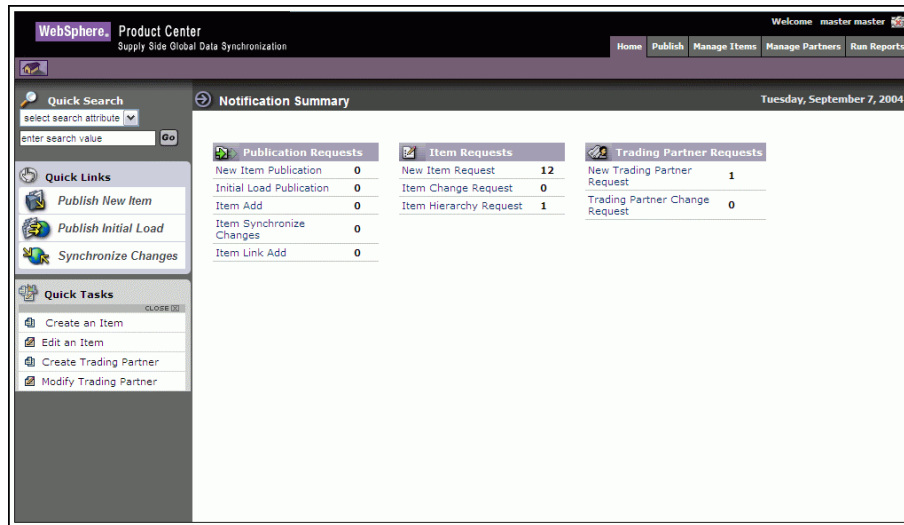 WebSphere. Product Center
Supply Side Global Data Synchronization
Welcome master master
Home Publish Manage Items Manage Partners Run Reports
Quick Search
select search attribute
enter search value Go
Quick Links
Publish New Item
Publish Initial Load
Synchronize Changes
Quick Tasks
CLOSE
Create an Item
Edit an Item
Create Trading Partner
Modify Trading Partner
Notification Summary
Tuesday, September 7, 2004
Publication Requests
New Item Publication 0
Initial Load Publication 0
Item Add 0
Item Synchronize
Changes 0
Item Link Add 0
Item Requests
New Item Request 12
Item Change Request 0
Item Hierarchy Request 1
Trading Partner Requests
New Trading Partner
Request 1
Trading Partner Change
Request 0